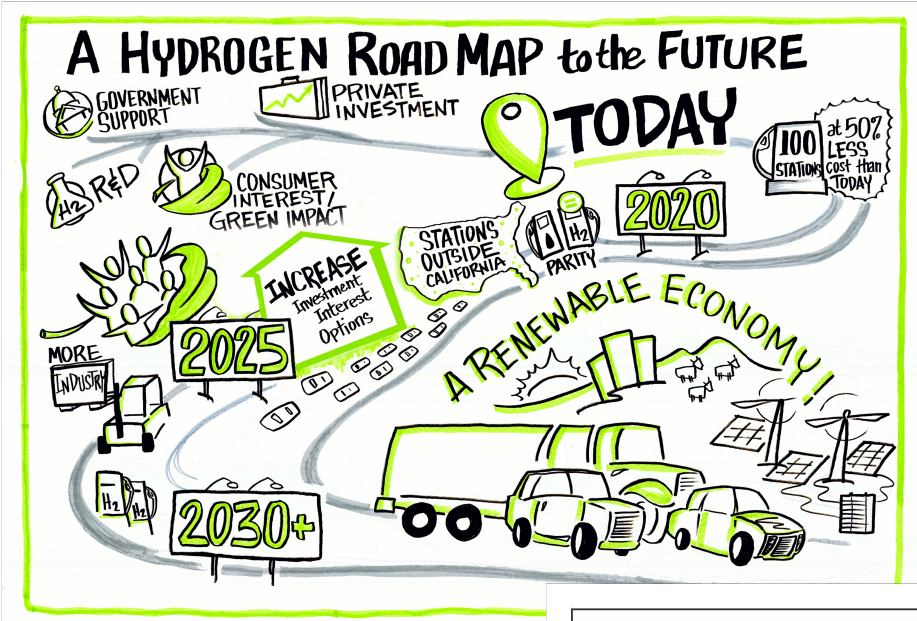 A HYDROGEN ROAD MAP to the FUTURE
GOVERNMENT
SUPPORT
PRIVATE
INVESTMENT
TODAY
100
STATIONS
at 50%
LESS
cost than
TODAY
H2
R&D
CONSUMER
INTEREST/
GREEN IMPACT
2020
STATIONS
OUTSIDE
CALIFORNIA
H2
PARITY
INCREASE
Investment
Interest
Options
2025
A RENEWABLE ECONOMY!
MORE
INDUSTRY
H2
H2
2030+